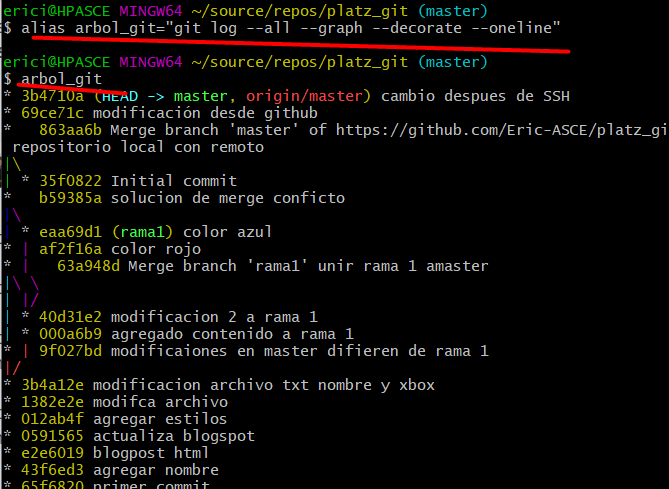 erici@HPASCE MINGW64 ~/source/repos/platz_git (master)
$ alias arbol_git="git log --all --graph --decorate --oneline"
erici@HPASCE MINGW64 ~/source/repos/platz_git (master)
$ arbol_git
* 3b4710a (HEAD -> master, origin/master) cambio despues de SSH
* 69ce71c modificación desde github
*   863aa6b Merge branch 'master' of https://github.com/Eric-ASCE/platz_gi
repositorio local con remoto
|\
| * 35f0822 Initial commit
*   b59385a solucion de merge conficto
|\
| * eaa69d1 (rama1) color azul
* | af2f16a color rojo
* |   63a948d Merge branch 'rama1' unir rama 1 amaster
|\ \
| |/
| * 40d31e2 modificacion 2 a rama 1
| * 000a6b9 agregado contenido a rama 1
* | 9f027bd modificaiones en master difieren de rama 1
|/
* 3b4a12e modificacion archivo txt nombre y xbox
* 1382e2e modifca archivo
* 012ab4f agregar estilos
* 0591565 actualiza blogspot
* e2e6019 blogpost html
* 43f6ed3 agregar nombre
* 65f6820 primer commit